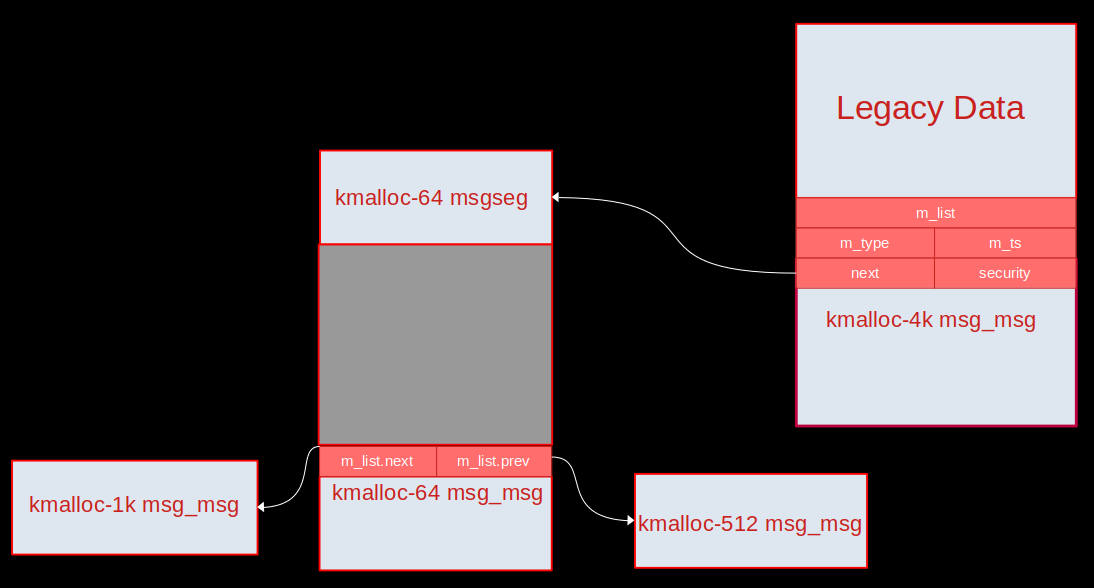 Legacy Data
m_list
m_type
m_ts
next
security
kmalloc-4k msg_msg
kmalloc-64 msgseg
m_list.next
m_list.prev
kmalloc-64 msg_msg
kmalloc-1k msg_msg
kmalloc-512 msg_msg